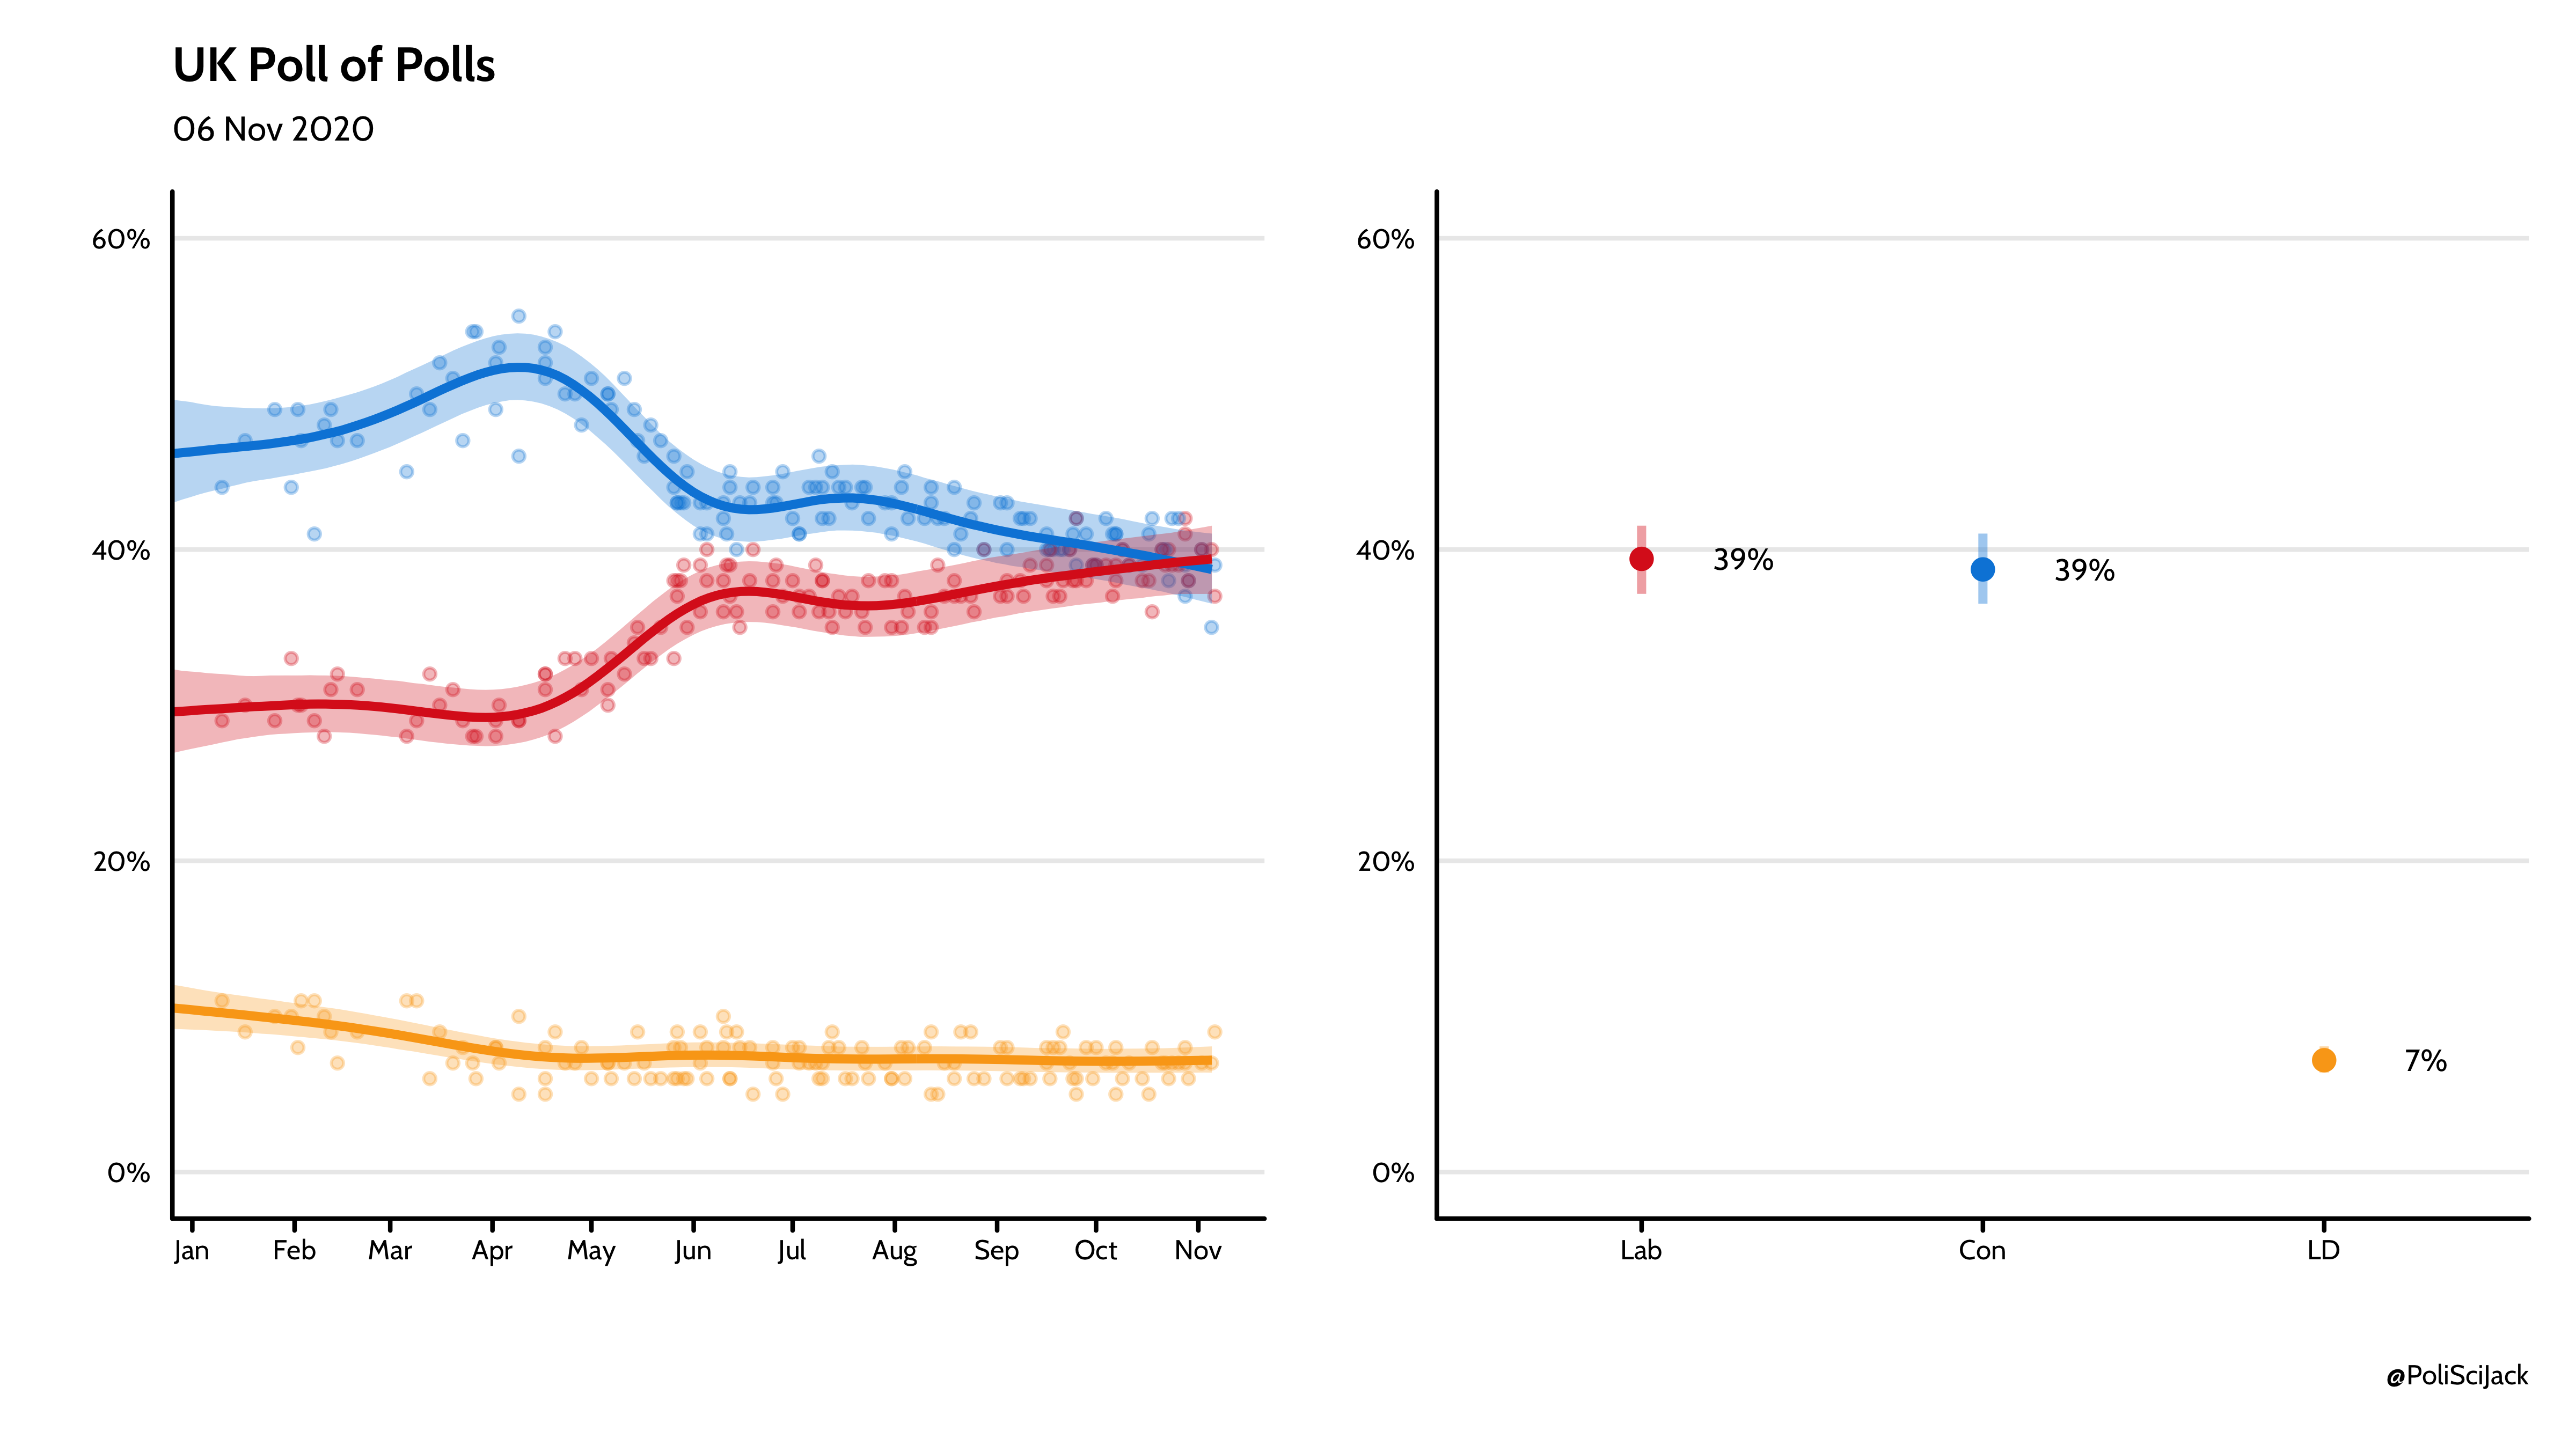 UK Poll of Polls
06 Nov 2020
60%
40%
20%
0%
Jan Feb Mar Apr May Jun Jul Aug Sep Oct Nov
60%
40%
20%
0%
39%
39%
7%
Lab Con LD
@PoliSciJack